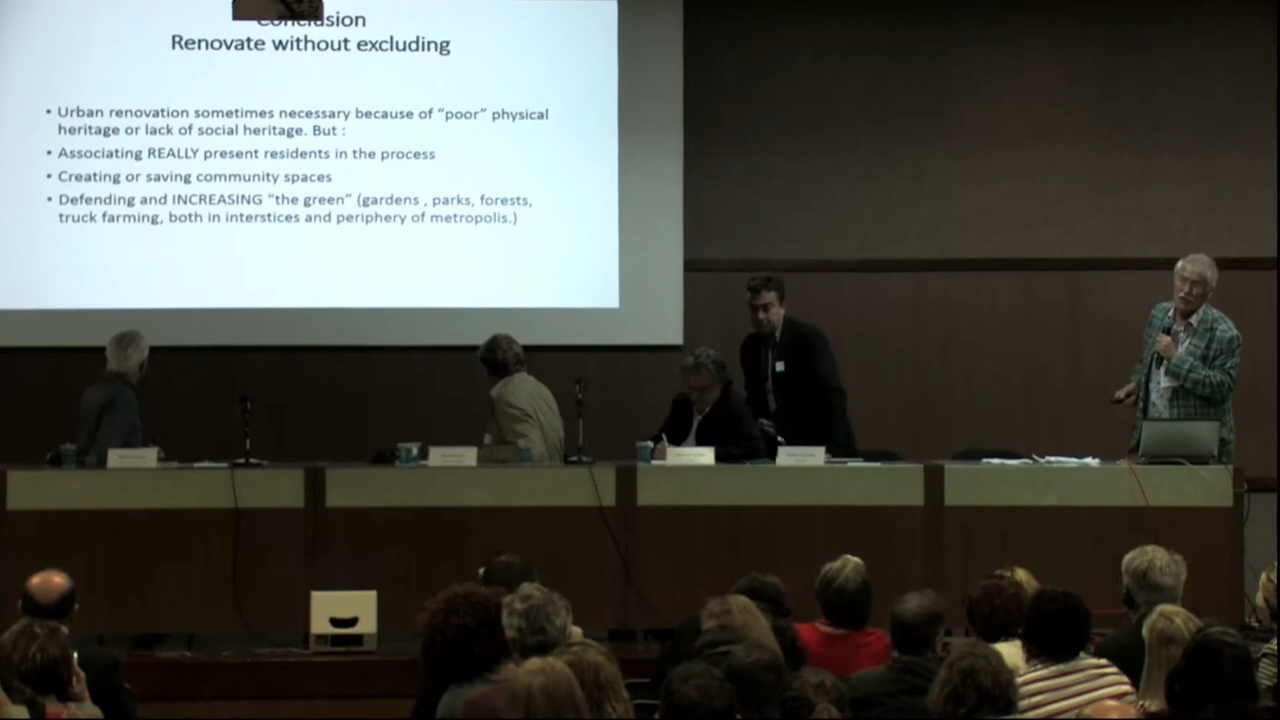 Conclusion
Renovate without excluding
• Urban renovation sometimes necessary because of “poor” physical
heritage or lack of social heritage. But :
• Associating REALLY present residents in the process
• Creating or saving community spaces
• Defending and INCREASING “the green” (gardens , parks, forests,
truck farming, both in interstices and periphery of metropolis.)